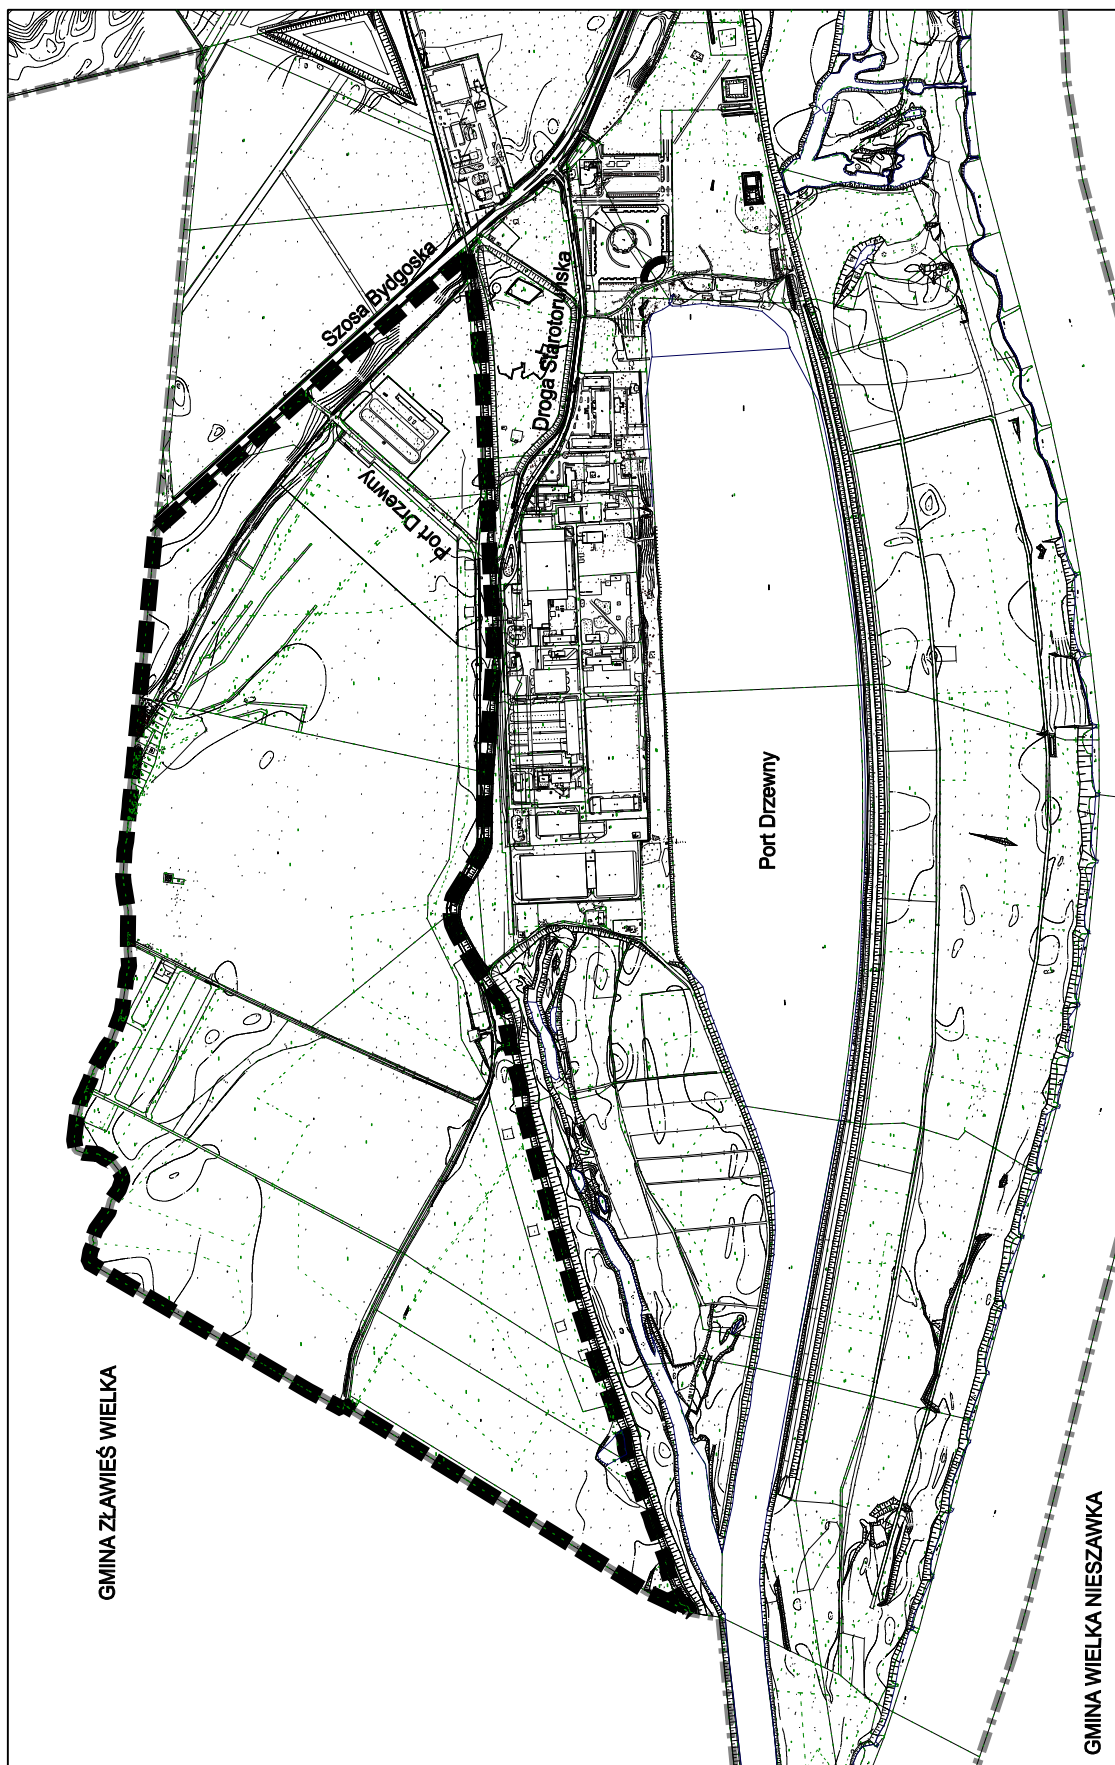 Szosa Bydgoska
Droga Starotoruńska
Port Drzewny
Port Drzewny
GMINA ZŁAWIEŚ WIELKA
GMINA WIELKA NIESZAWKA